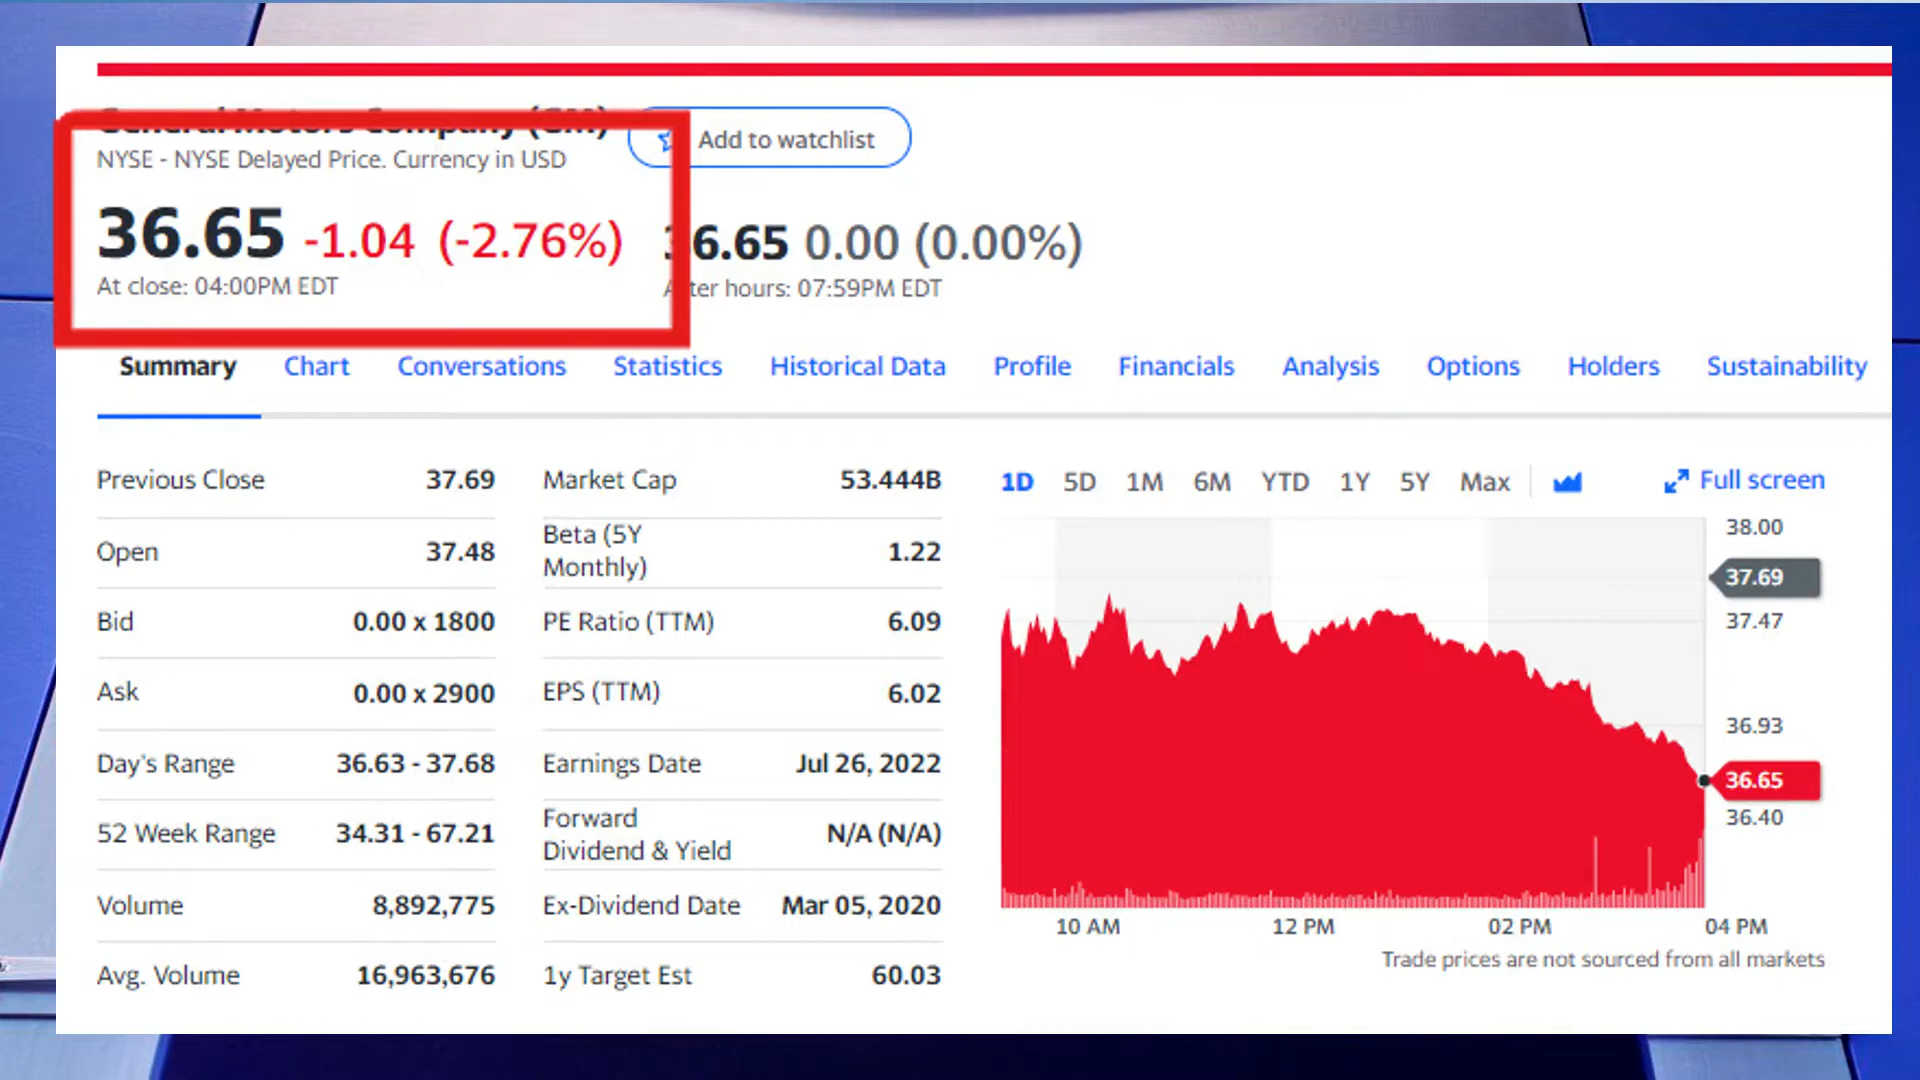 General Motors Company (GM)
Add to watchlist
NYSE - NYSE Delayed Price. Currency in USD
36.65 -1.04 (-2.76%)
36.65 0.00 (0.00%)
At close: 04:00PM EDT
After hours: 07:59PM EDT
Summary Chart Conversations Statistics Historical Data Profile Financials Analysis Options Holders Sustainability
Previous Close 37.69
Open 37.48
Bid 0.00 x 1800
Ask 0.00 x 2900
Day's Range 36.63 - 37.68
52 Week Range 34.31 - 67.21
Volume 8,892,775
Avg. Volume 16,963,676
Market Cap 53.444B
Beta (5Y
Monthly) 1.22
PE Ratio (TTM) 6.09
EPS (TTM) 6.02
Earnings Date Jul 26, 2022
Forward
Dividend & Yield N/A (N/A)
Ex-Dividend Date Mar 05, 2020
1y Target Est 60.03
1D 5D 1M 6M YTD 1Y 5Y Max Full screen
38.00
37.69
37.47
36.93
36.65
36.40
10 AM 12 PM 02 PM 04 PM
Trade prices are not sourced from all markets